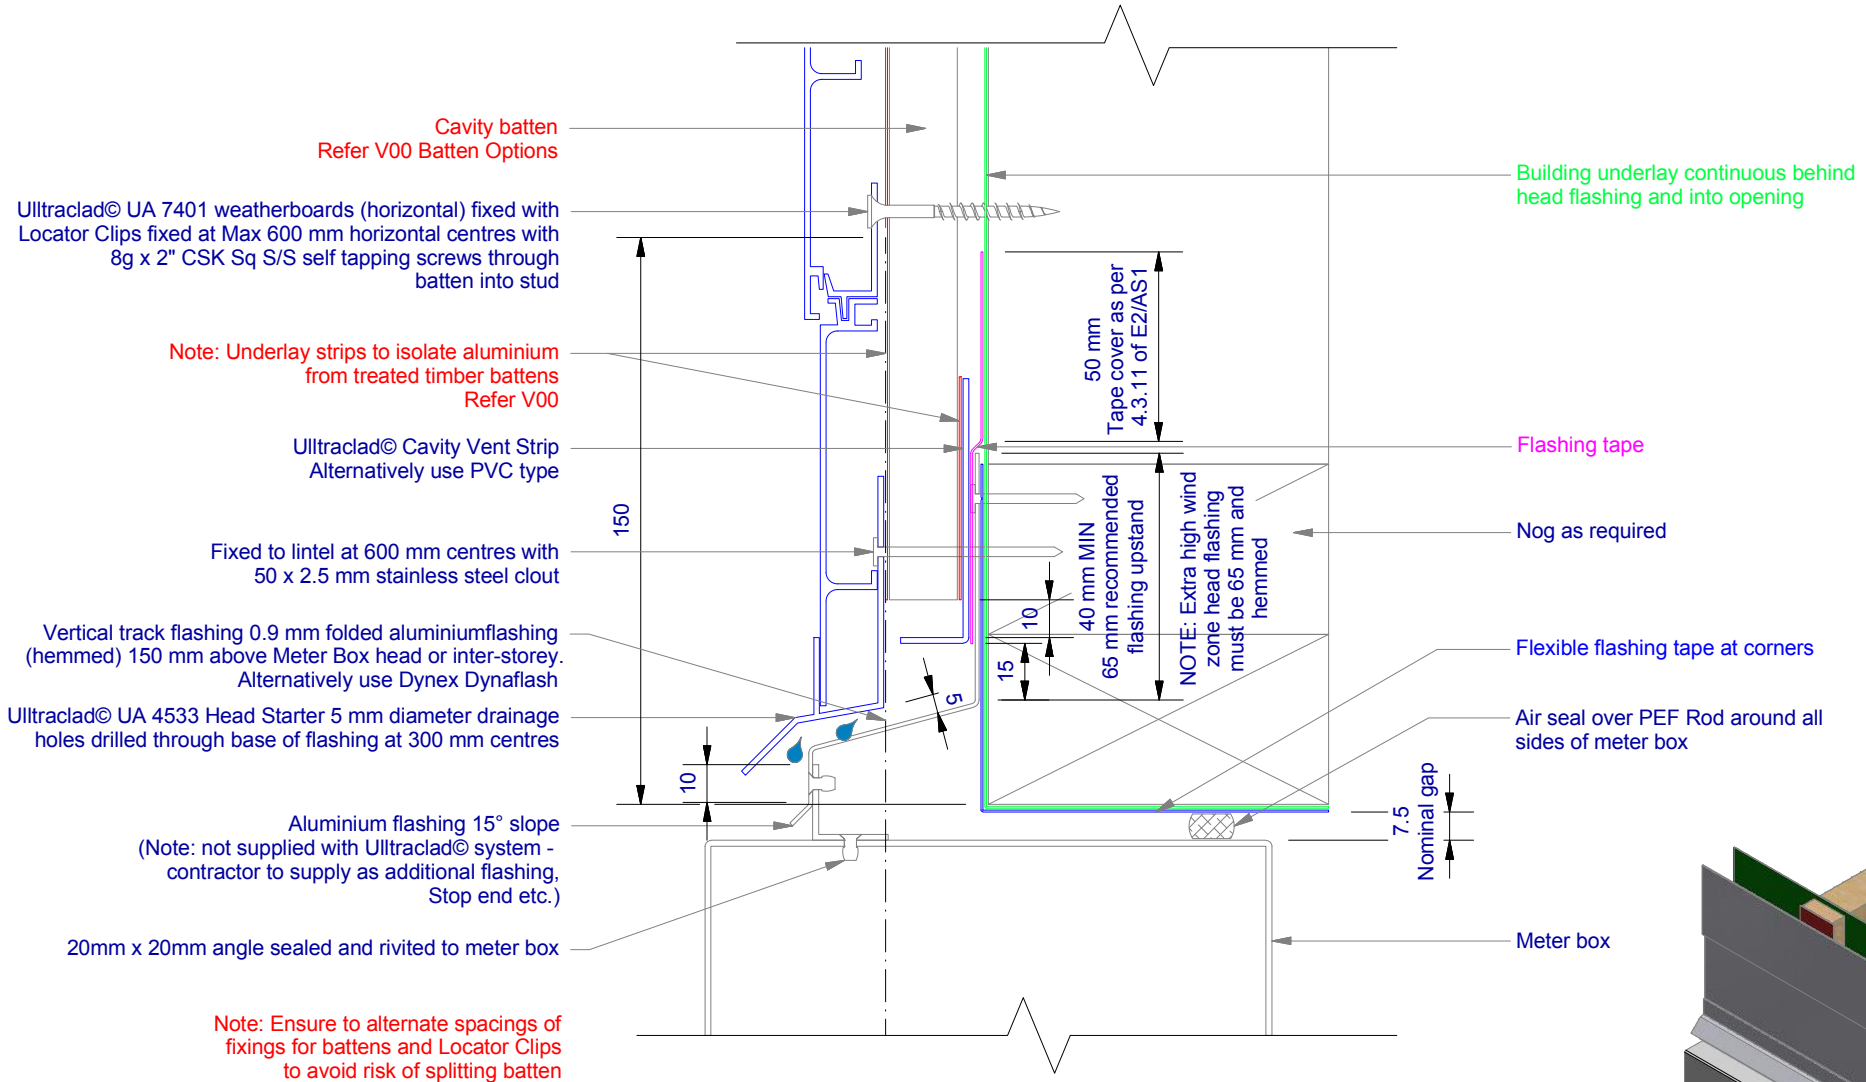 Cavity batten
Refer V00 Batten Options
Ulltraclad© UA 7401 weatherboards (horizontal) fixed with
Locator Clips fixed at Max 600 mm horizontal centres with
8g x 2" CSK Sq S/S self tapping screws through
batten into stud
Note: Underlay strips to isolate aluminium
from treated timber battens
Refer V00
Ulltraclad© Cavity Vent Strip
Alternatively use PVC type
Fixed to lintel at 600 mm centres with
50 x 2.5 mm stainless steel clout
Vertical track flashing 0.9 mm folded aluminiumflashing
(hemmed) 150 mm above Meter Box head or inter-storey.
Alternatively use Dynex Dynaflash
Ulltraclad© UA 4533 Head Starter 5 mm diameter drainage
holes drilled through base of flashing at 300 mm centres
Aluminium flashing 15° slope
(Note: not supplied with Ulltraclad© system -
contractor to supply as additional flashing,
Stop end etc.)
20mm x 20mm angle sealed and rivited to meter box
Note: Ensure to alternate spacings of
fixings for battens and Locator Clips
to avoid risk of splitting batten
150
10
5
15
10
50 mm
Tape cover as per
4.3.11 of E2/AS1
40 mm MIN
65 mm recommended
flashing upstand
NOTE: Extra high wind
zone head flashing
must be 65 mm and
hemmed
7.5
Nominal gap
Building underlay continuous behind
head flashing and into opening
Flashing tape
Nog as required
Flexible flashing tape at corners
Air seal over PEF Rod around all
sides of meter box
Meter box